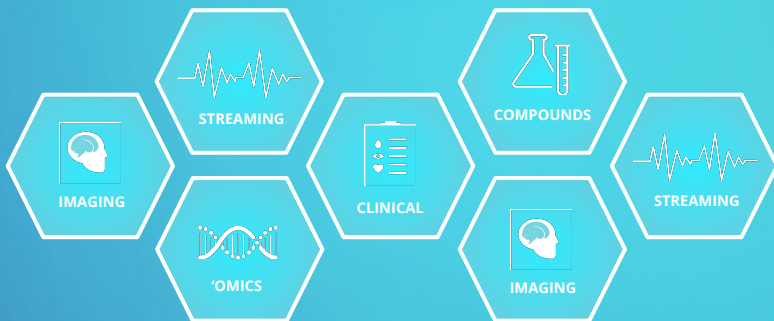 STREAMING
COMPOUNDS
IMAGING
CLINICAL
STREAMING
‘OMICS
IMAGING